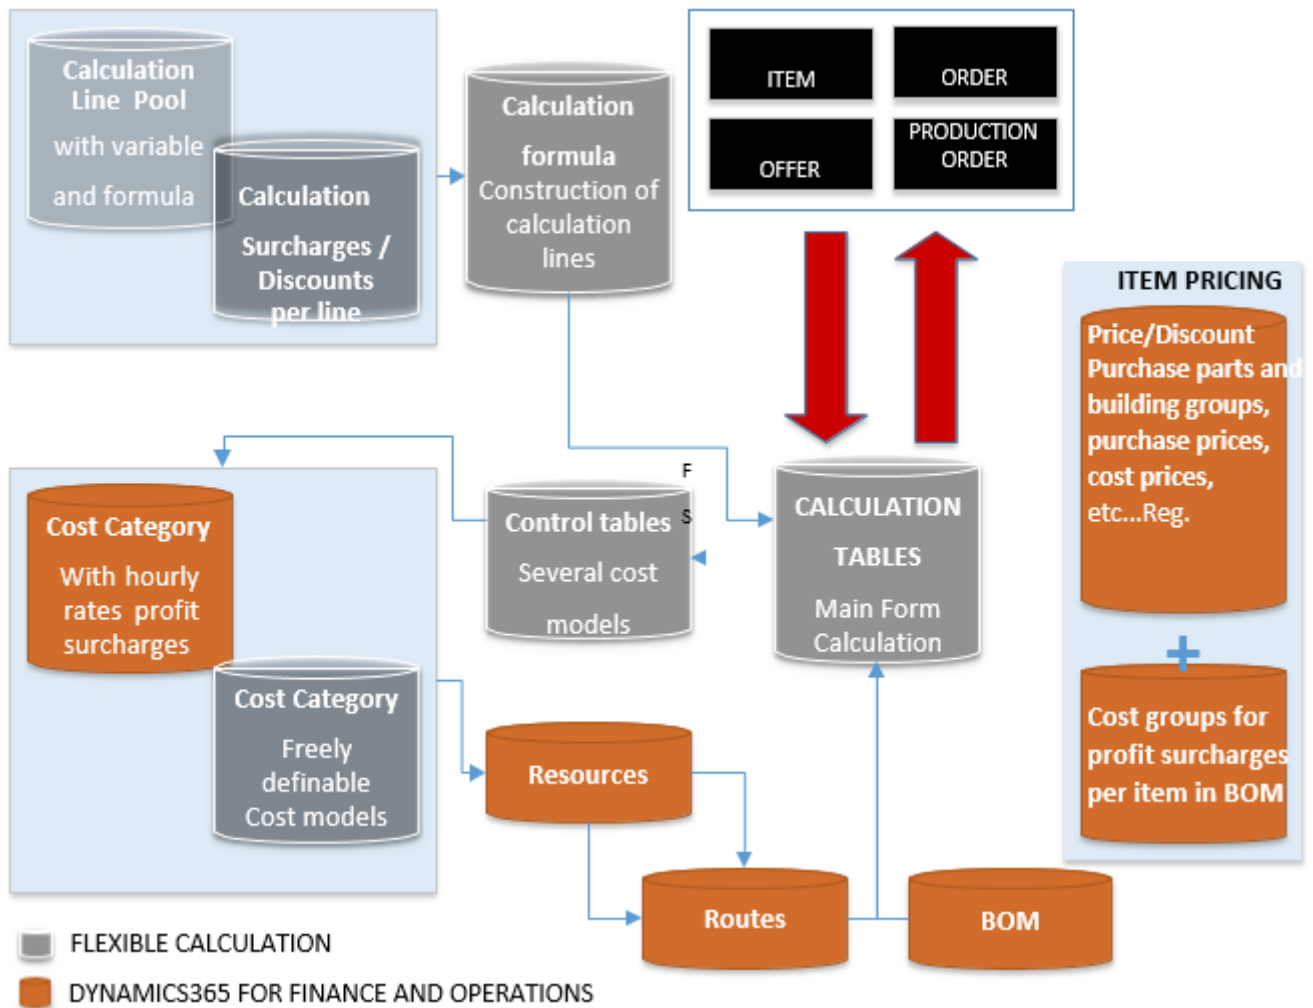 Calculation
Line Pool
with variable
and formula
Calculation
Surcharges /
Discounts
per line
Calculation
formula
Construction of
calculation
lines
ITEM
ORDER
OFFER
PRODUCTION
ORDER
ITEM PRICING
Price/Discount
Purchase parts and
building groups,
purchase prices,
cost prices,
etc...Reg.
Cost groups for
profit surcharges
per item in BOM
F
S
CALCULATION
TABLES
Main Form
Calculation
Control tables
Several cost
models
Cost Category
With hourly
rates profit
surcharges
Cost Category
Freely
definable
Cost models
Resources
Routes
BOM
FLEXIBLE CALCULATION
DYNAMICS365 FOR FINANCE AND OPERATIONS